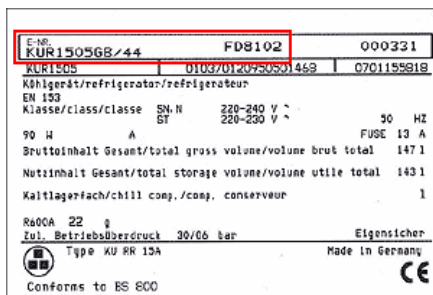 E-NR.
KUR1505GB/44 FD8102 000331
KUR1505 0701155818
Kühlgerät/refrigerator/refrigerateur
EN 153
Klasse/class/classe SN,N 220-240 V ~
ST 220-230 V ~ 50 HZ
90 W A FUSE 13 A
Bruttoinhalt Gesamt/total gross volume/volume brut total 147 l
Nutzinhalt Gesamt/total storage volume/volume utile total 143 l
Kaltlagerfach/chill comp./comp. conserveur l
R600A 22 g
Zul. Betriebsüberdruck 30/06 bar Eigensicher
Type KU RR 15A Made in Germany
CE
Conforms to BS 800